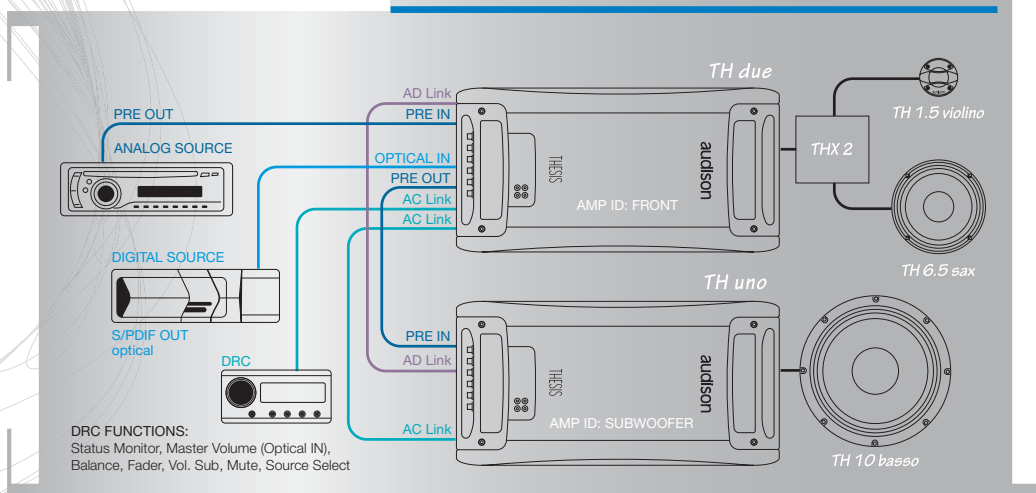 TH due
AD Link
PRE OUT
PRE IN
TH 1.5 violino
ANALOG SOURCE
OPTICAL IN
THX 2
PRE OUT
THESIS
audison
AC Link
AMP ID: FRONT
AC Link
DIGITAL SOURCE
TH 6.5 sax
TH uno
S/PDIF OUT
optical
PRE IN
DRC
AD Link
THESIS
audison
AMP ID: SUBWOOFER
AC Link
DRC FUNCTIONS:
Status Monitor, Master Volume (Optical IN),
Balance, Fader, Vol. Sub, Mute, Source Select
TH 10 basso